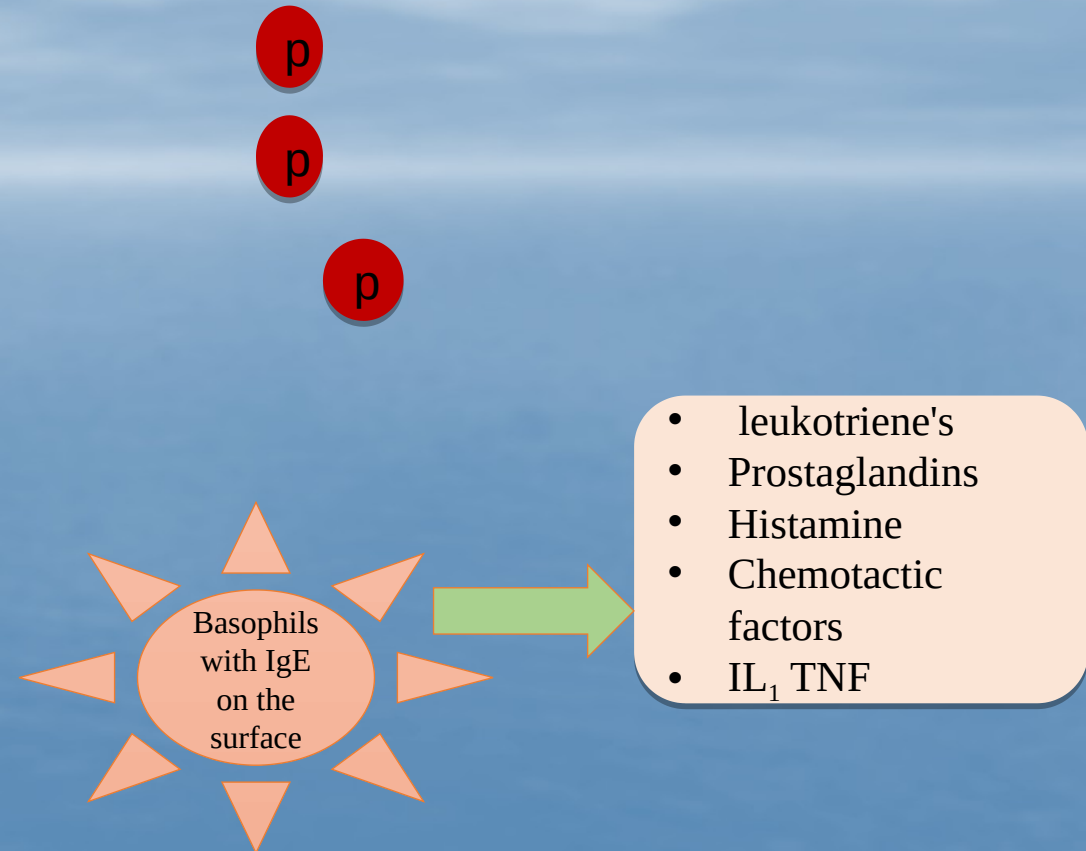 p
p
p
• leukotriene's
• Prostaglandins
• Histamine
• Chemotactic
factors
• IL₁ TNF
Basophils
with IgE
on the
surface